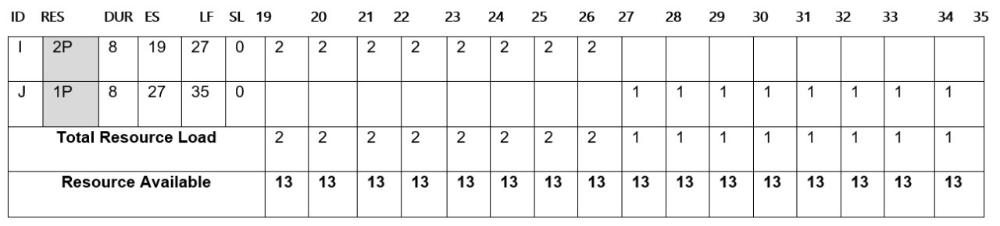 ID RES DUR ES LF SL 19 20 21 22 23 24 25 26 27 28 29 30 31 32 33 34 35
I 2P 8 19 27 0 2 2 2 2 2 2 2 2
J 1P 8 27 35 0 1 1 1 1 1 1 1 1
Total Resource Load 2 2 2 2 2 2 2 2 1 1 1 1 1 1 1 1
Resource Available 13 13 13 13 13 13 13 13 13 13 13 13 13 13 13 13